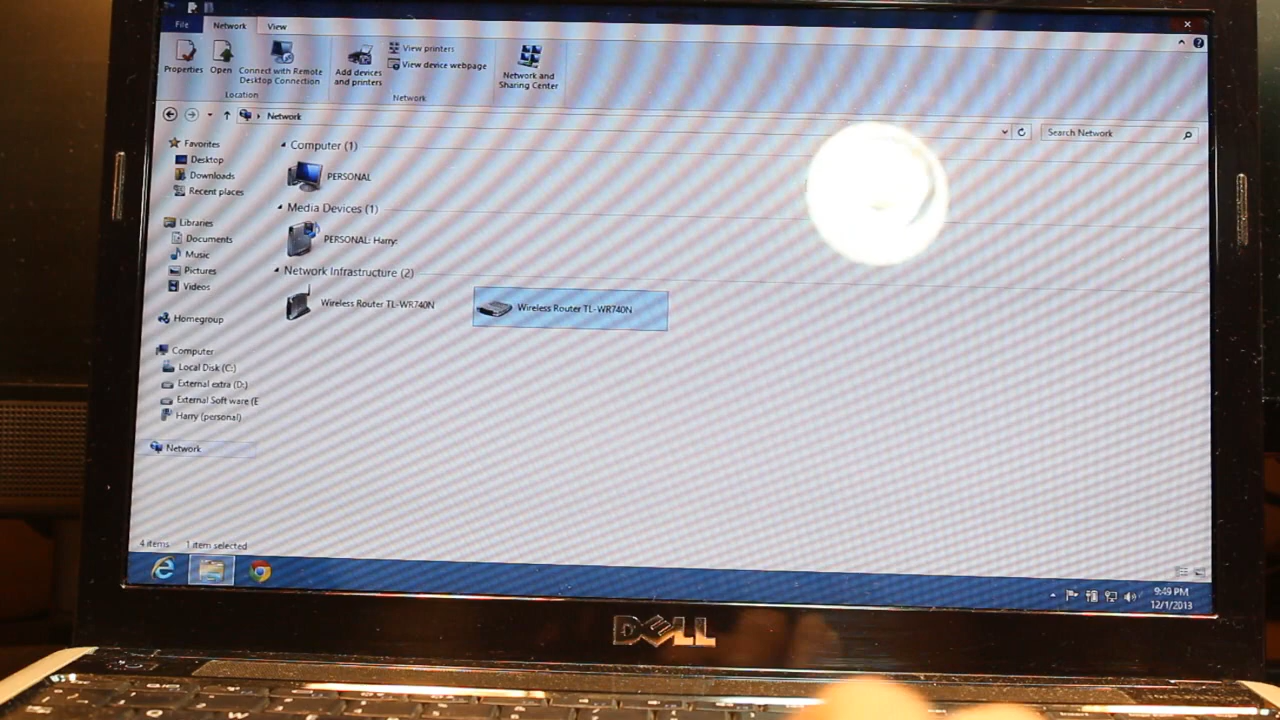 File
Network
View
Properties
Open
Connect with Remote
Desktop Connection
Add devices
and printers
View printers
View device webpage
Network and
Sharing Center
Location
Network
Network
Search Network
Favorites
Desktop
Downloads
Recent places
Libraries
Documents
Music
Pictures
Videos
Homegroup
Computer
Local Disk (C:)
External extra (D:)
External Soft ware (E
Harry (personal)
Network
Computer (1)
PERSONAL
Media Devices (1)
PERSONAL: Harry:
Network Infrastructure (2)
Wireless Router TL-WR740N
Wireless Router TL-WR740N
4 items
1 item selected
9:49 PM
12/1/2013
DELL